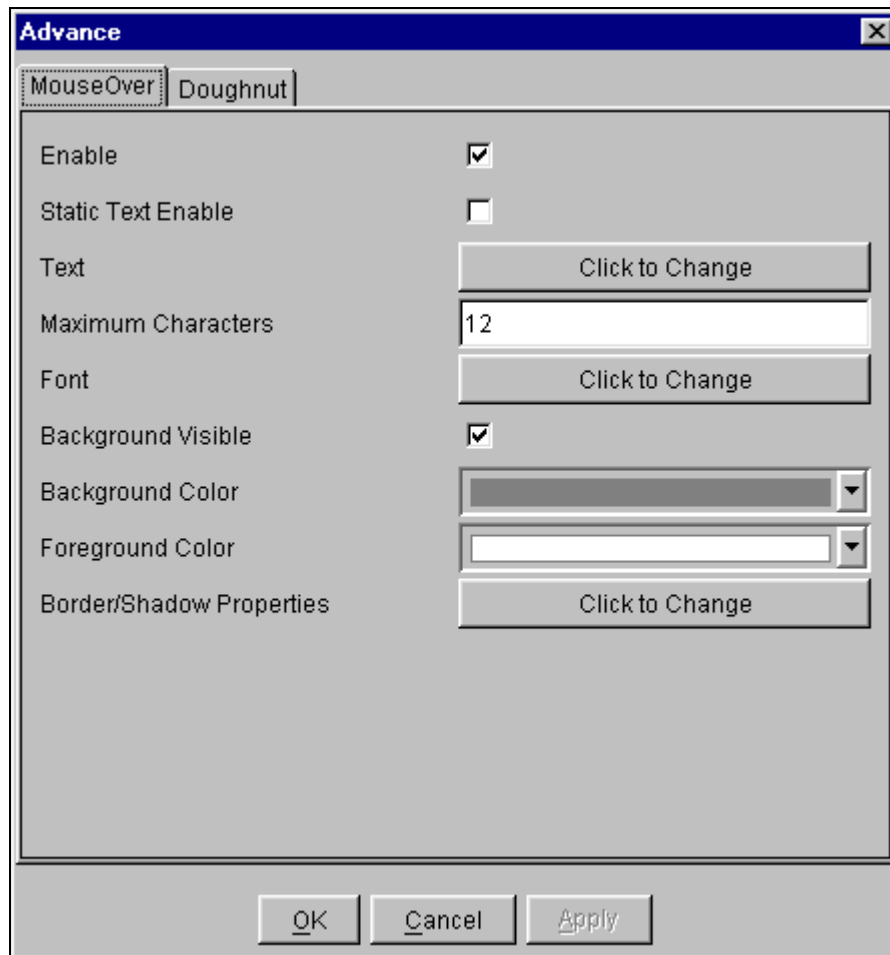 Advance
MouseOver Doughnut
Enable
Static Text Enable
Text Click to Change
Maximum Characters 12
Font Click to Change
Background Visible
Background Color
Foreground Color
Border/Shadow Properties Click to Change
OK Cancel Apply